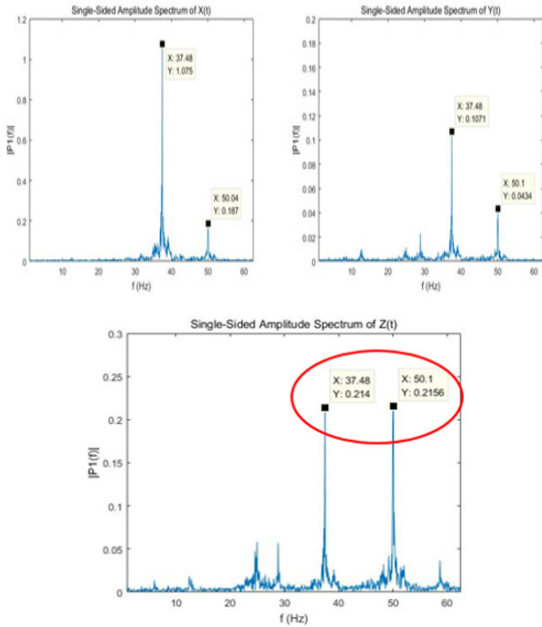 Single-Sided Amplitude Spectrum of X(t)
1.2
1
0.8
0.6
0.4
0.2
0
|P1(f)|
X: 37.48
Y: 1.075
X: 50.04
Y: 0.187
10 20 30 40 50 60
f (Hz)
Single-Sided Amplitude Spectrum of Y(t)
0.2
0.18
0.16
0.14
0.12
0.1
0.08
0.06
0.04
0.02
0
|P1(f)|
X: 37.48
Y: 0.1071
X: 50.1
Y: 0.0434
10 20 30 40 50 60
f (Hz)
Single-Sided Amplitude Spectrum of Z(t)
0.3
0.25
0.2
0.15
0.1
0.05
0
|P1(f)|
X: 37.48
Y: 0.214
X: 50.1
Y: 0.2156
10 20 30 40 50 60
f (Hz)